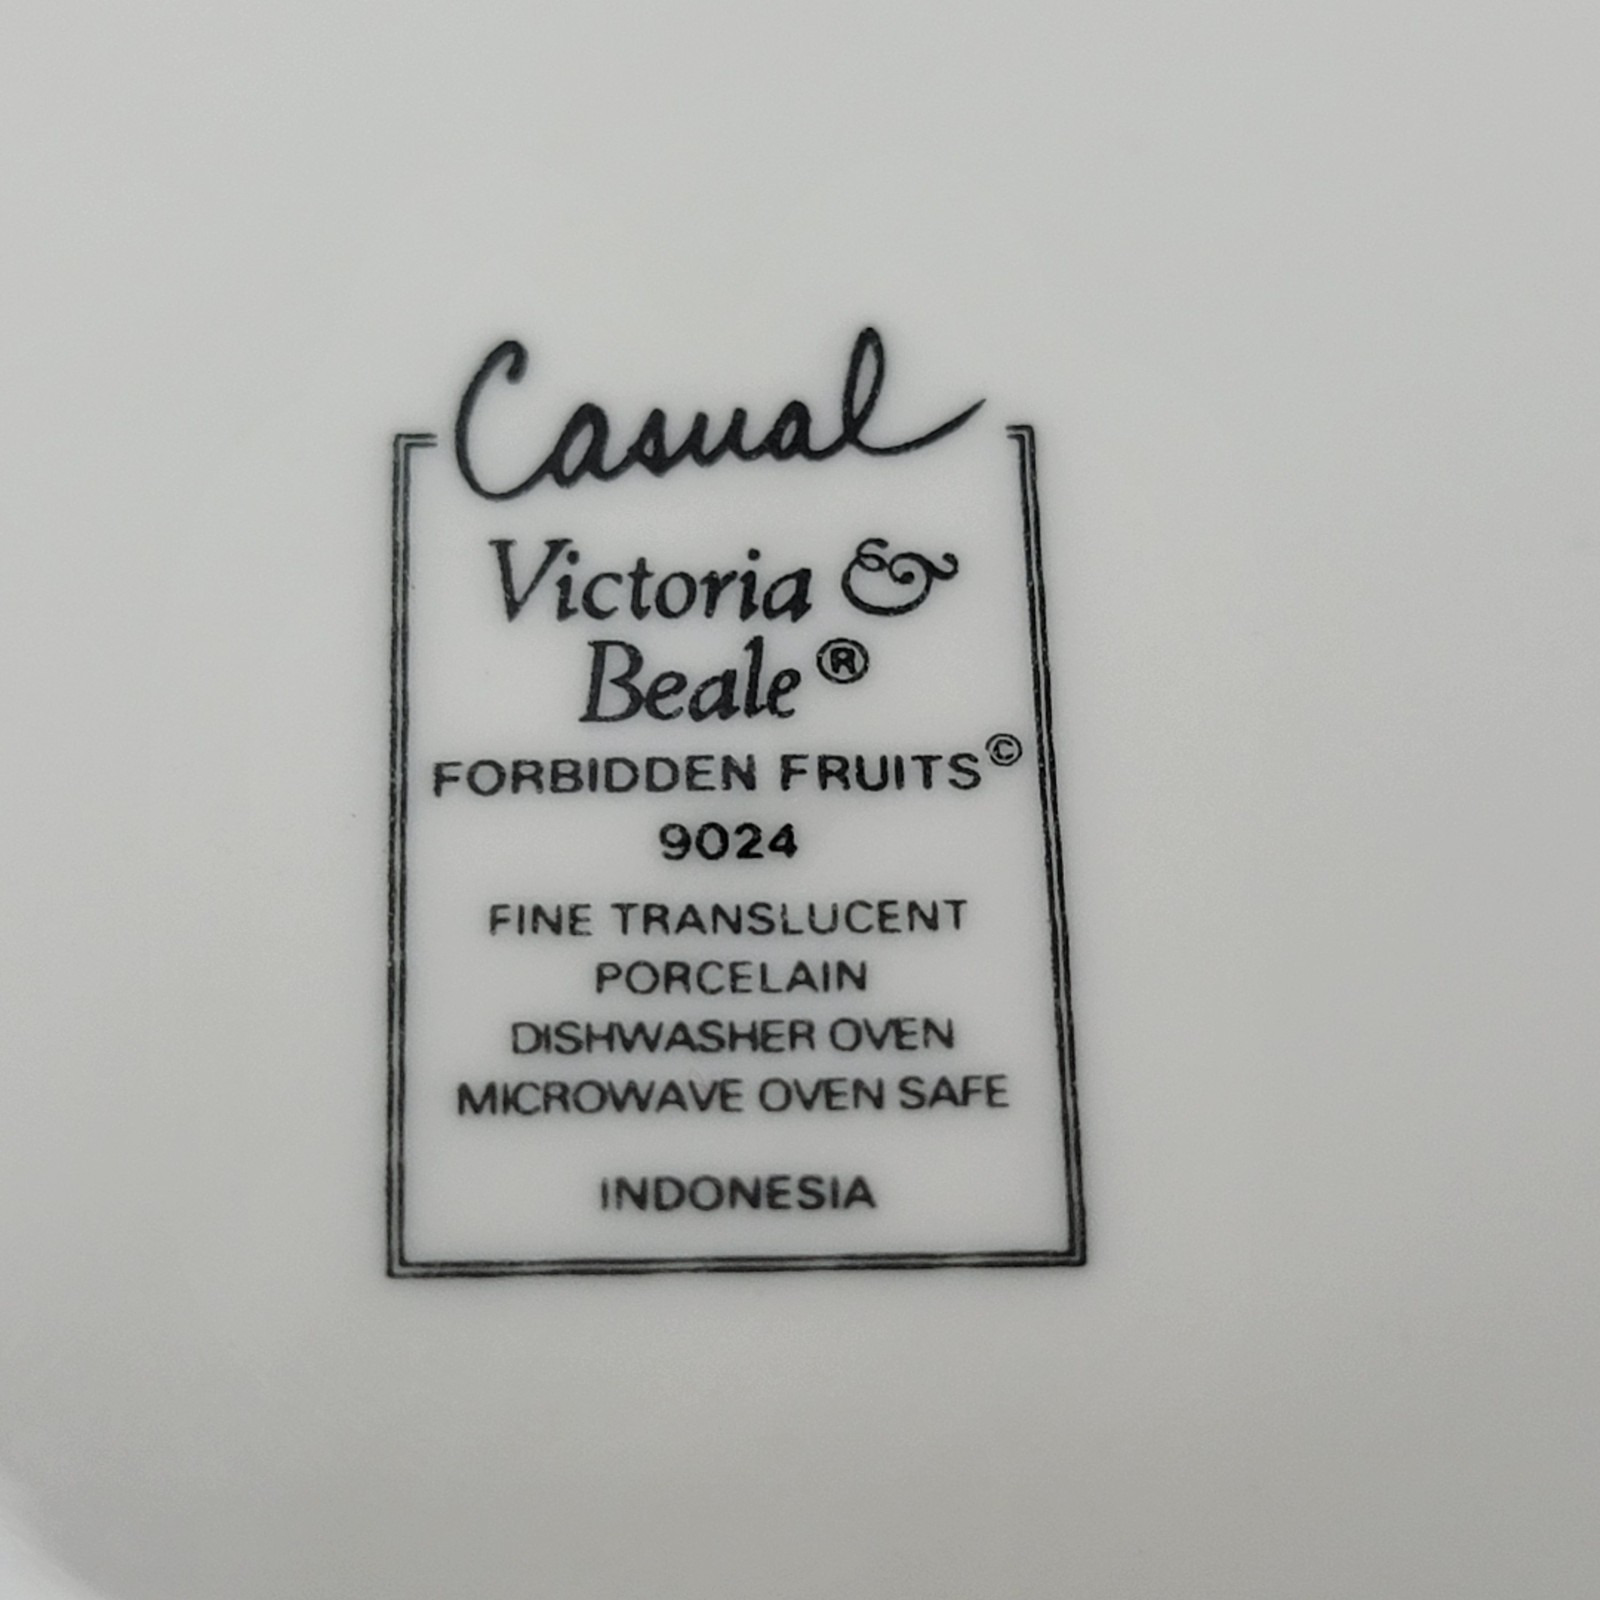 Casual
Victoria &
Beale®
FORBIDDEN FRUITS©
9024
FINE TRANSLUCENT
PORCELAIN
DISHWASHER OVEN
MICROWAVE OVEN SAFE
INDONESIA